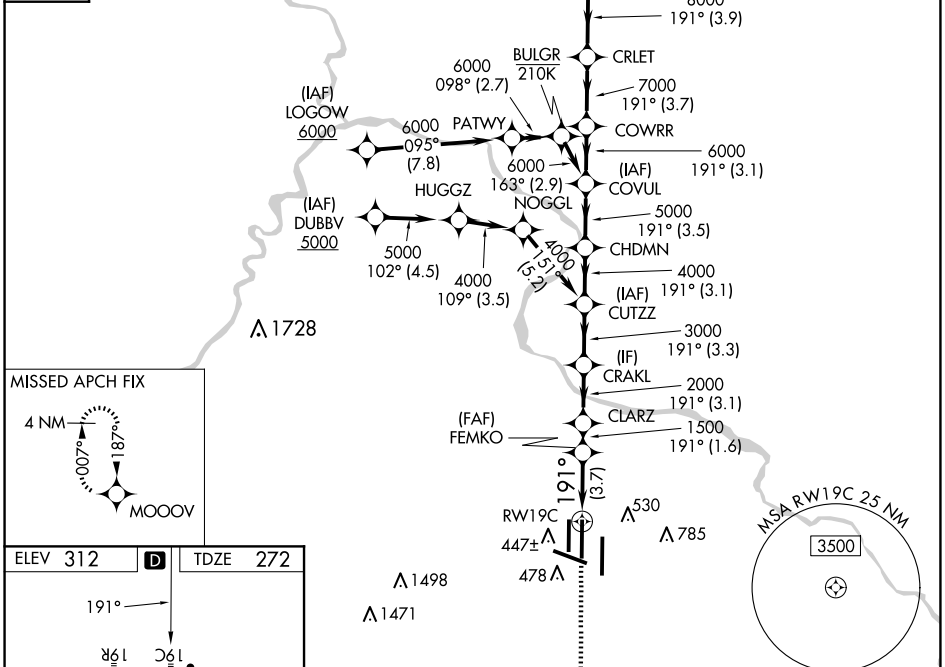 191° (3.9)
CRLET
7000
191° (3.7)
COWRR
6000
191° (3.1)
BULGR
210K
6000
098° (2.7)
(IAF)
LOGOW
6000
6000
095°
(7.8)
PATWY
6000
163° (2.9)
(IAF)
COVUL
HUGGZ
NOGGL
(IAF)
DUBBV
5000
5000
102° (4.5)
4000
109° (3.5)
4000
151°
(5.2)
5000
191° (3.5)
CHDMN
4000
191° (3.1)
(IAF)
CUTZZ
3000
191° (3.3)
1728
(IF)
CRAKL
2000
191° (3.1)
CLARZ
(FAF)
FEMKO
1500
191° (1.6)
191°
(3.7)
MISSED APCH FIX
4 NM
007°
187°
MOOOV
RW19C
530
785
447±
478
1498
1471
MSA RW19C 25 NM
3500
ELEV 312
D
TDZE 272
191°
19R
19C